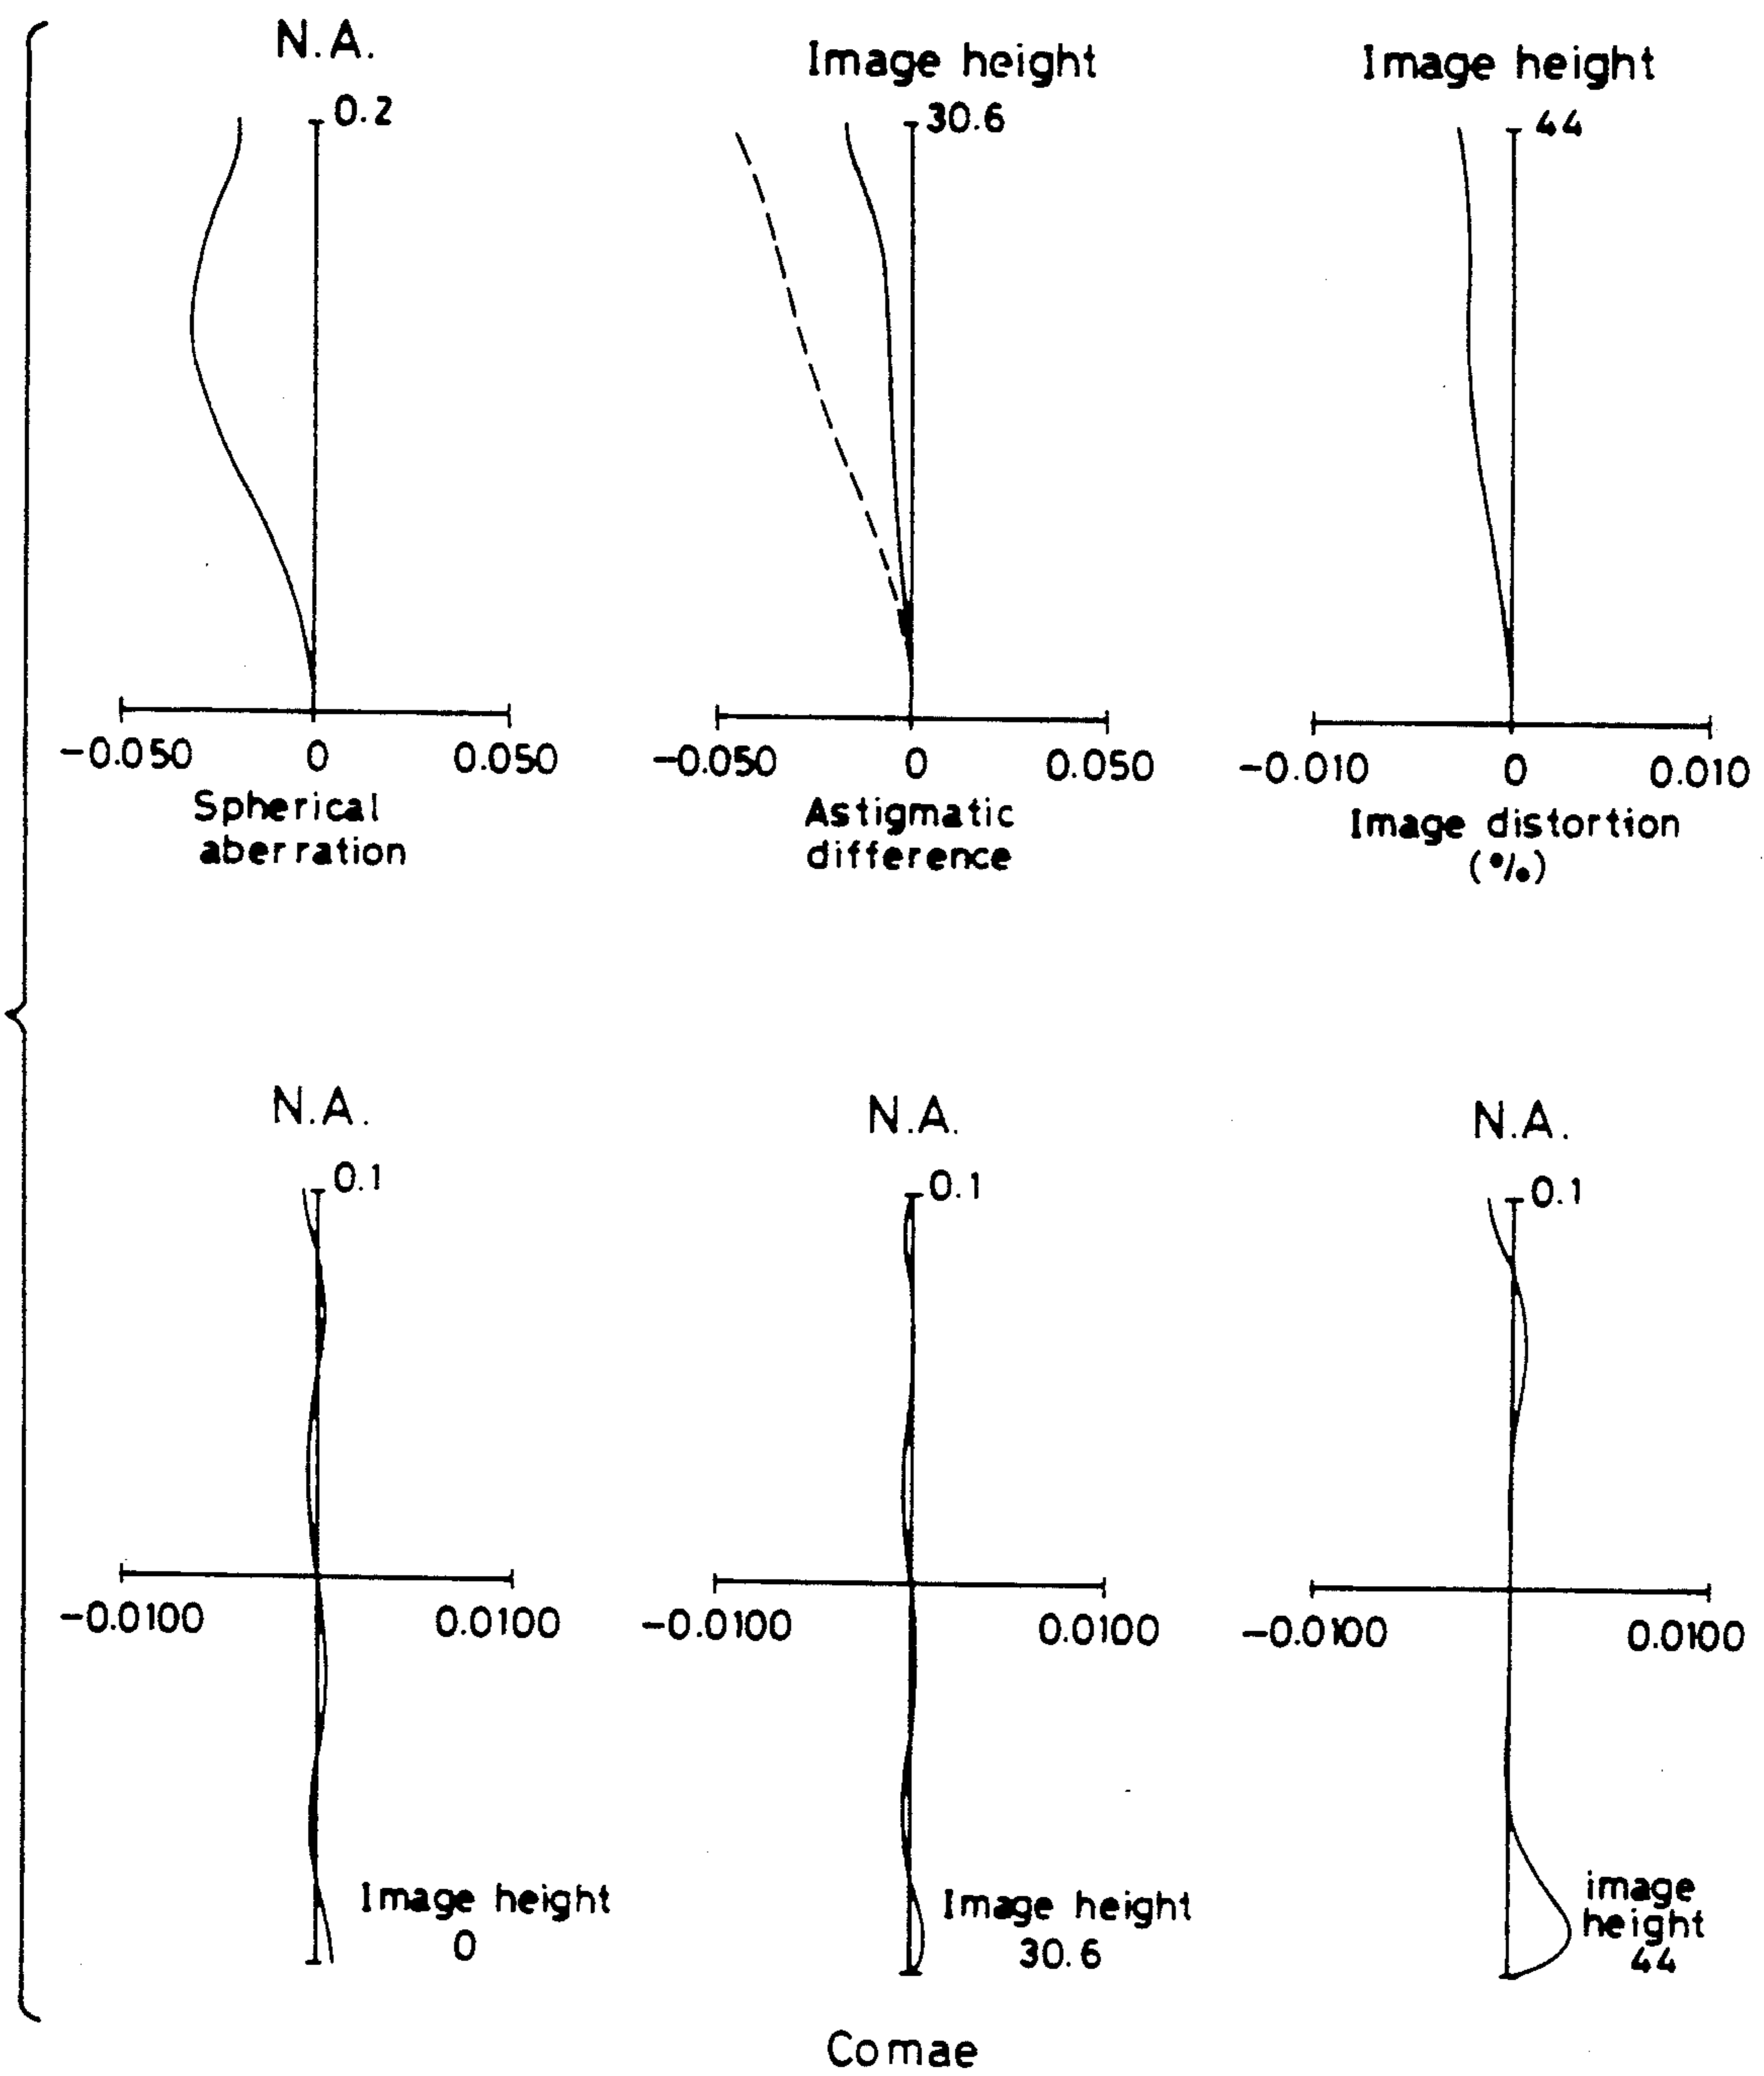 N.A.
0.2
-0.050 0 0.050
Spherical
aberration
Image height
30.6
-0.050 0 0.050
Astigmatic
difference
Image height
44
-0.010 0 0.010
Image distortion
(%)
N.A.
0.1
-0.0100 0.0100
Image height
0
N.A.
0.1
-0.0100 0.0100
Image height
30.6
N.A.
0.1
-0.0100 0.0100
image
height
44
Comae